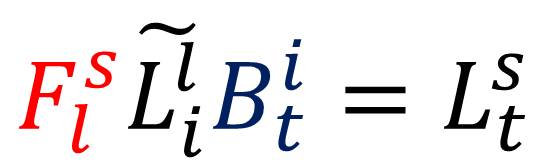 $F_l^s \widetilde{L}_i^l B_t^i = L_t^s$